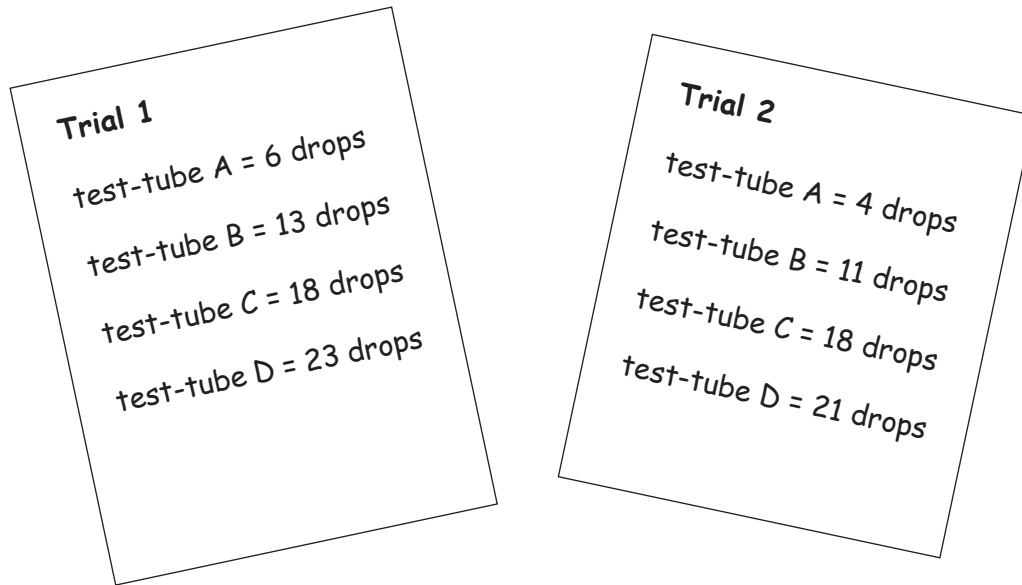 Trial 1
test-tube A = 6 drops
test-tube B = 13 drops
test-tube C = 18 drops
test-tube D = 23 drops
Trial 2
test-tube A = 4 drops
test-tube B = 11 drops
test-tube C = 18 drops
test-tube D = 21 drops